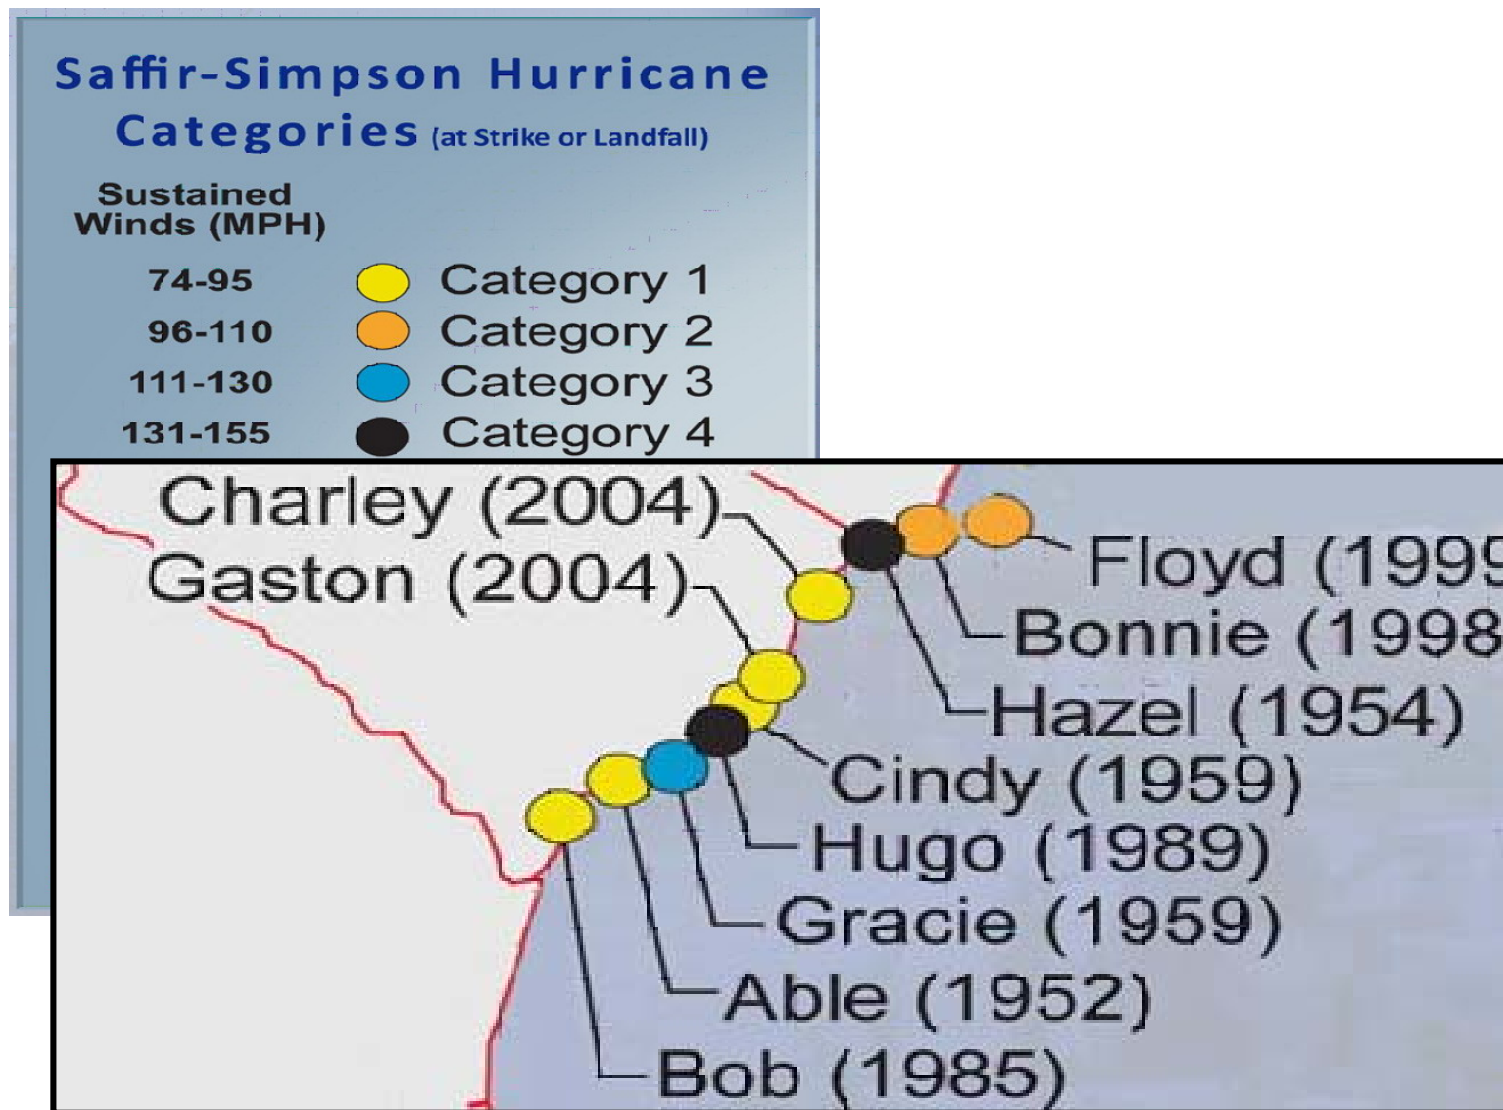 Saffir-Simpson Hurricane
Categories (at Strike or Landfall)
Sustained
Winds (MPH)
74-95 Category 1
96-110 Category 2
111-130 Category 3
131-155 Category 4
Charley (2004)
Gaston (2004)
Floyd (1999
Bonnie (1998
Hazel (1954)
Cindy (1959)
Hugo (1989)
Gracie (1959)
Able (1952)
Bob (1985)